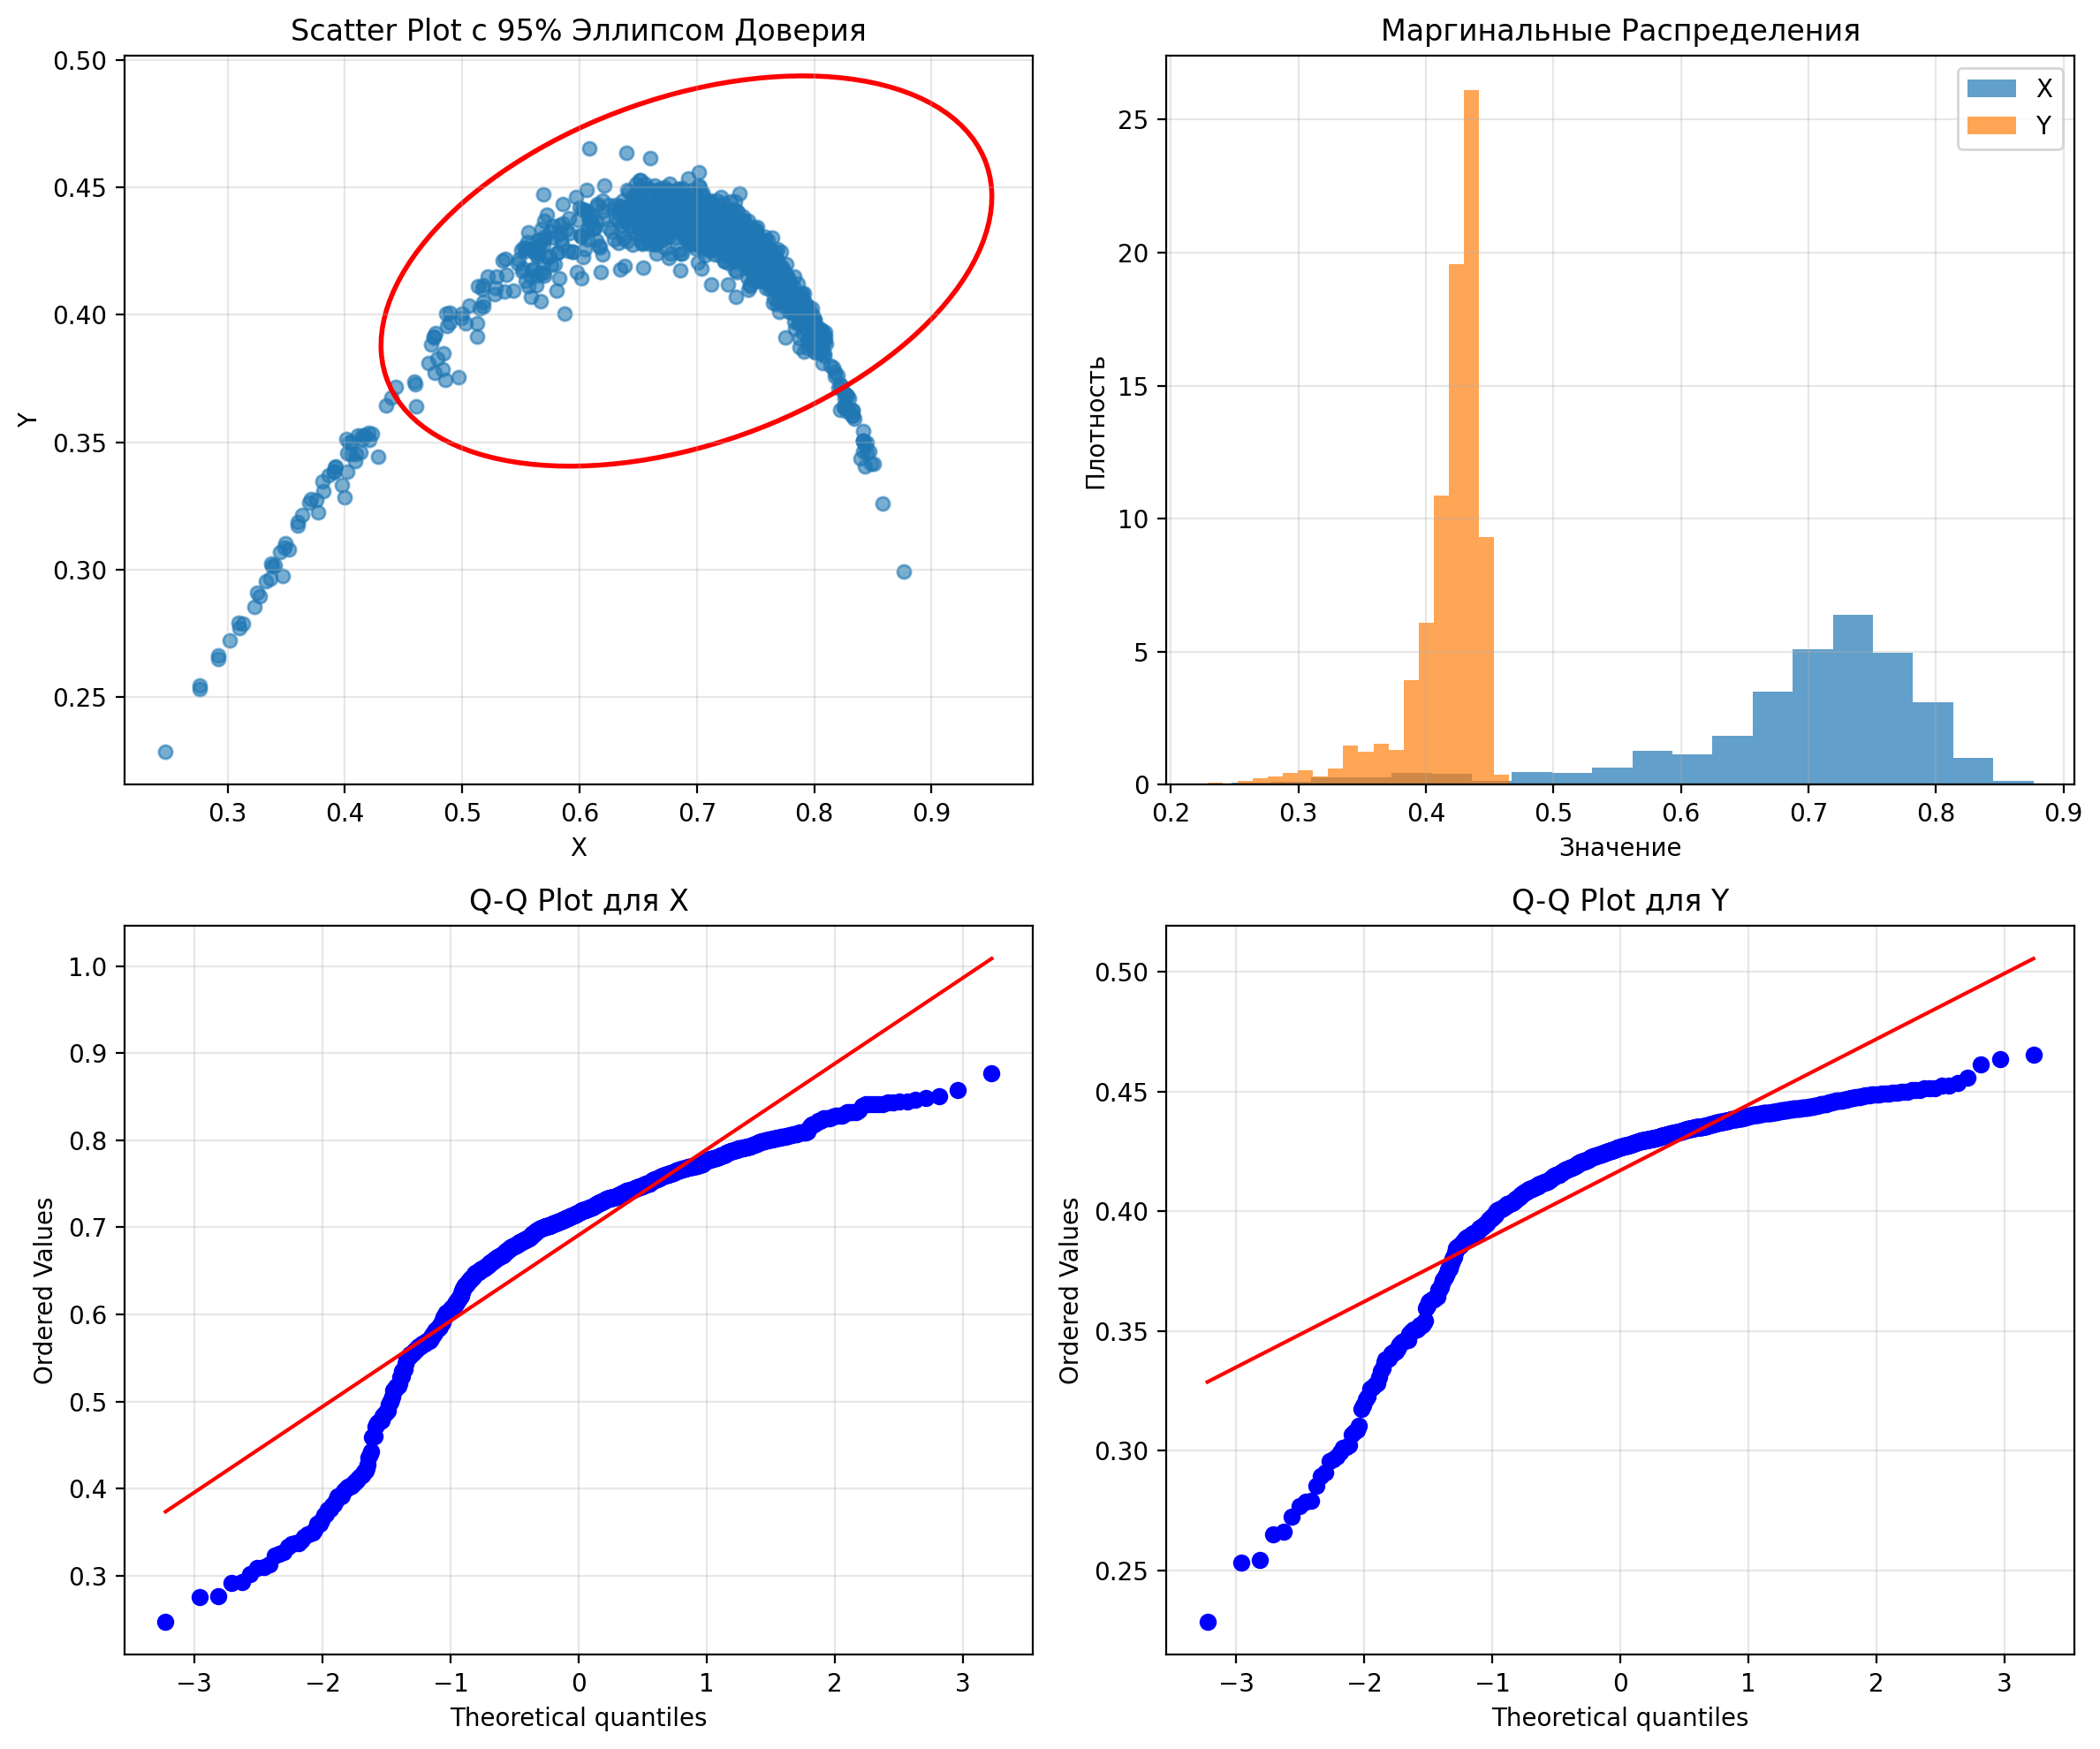 Scatter Plot с 95% Эллипсом Доверия
0.50
0.45
0.40
0.35
0.30
0.25
Y
0.3 0.4 0.5 0.6 0.7 0.8 0.9
X
Маргинальные Распределения
X
Y
25
20
15
10
5
0
Плотность
0.2 0.3 0.4 0.5 0.6 0.7 0.8 0.9
Значение
Q-Q Plot для X
1.0
0.9
0.8
0.7
0.6
0.5
0.4
0.3
Ordered Values
−3 −2 −1 0 1 2 3
Theoretical quantiles
Q-Q Plot для Y
0.50
0.45
0.40
0.35
0.30
0.25
Ordered Values
−3 −2 −1 0 1 2 3
Theoretical quantiles